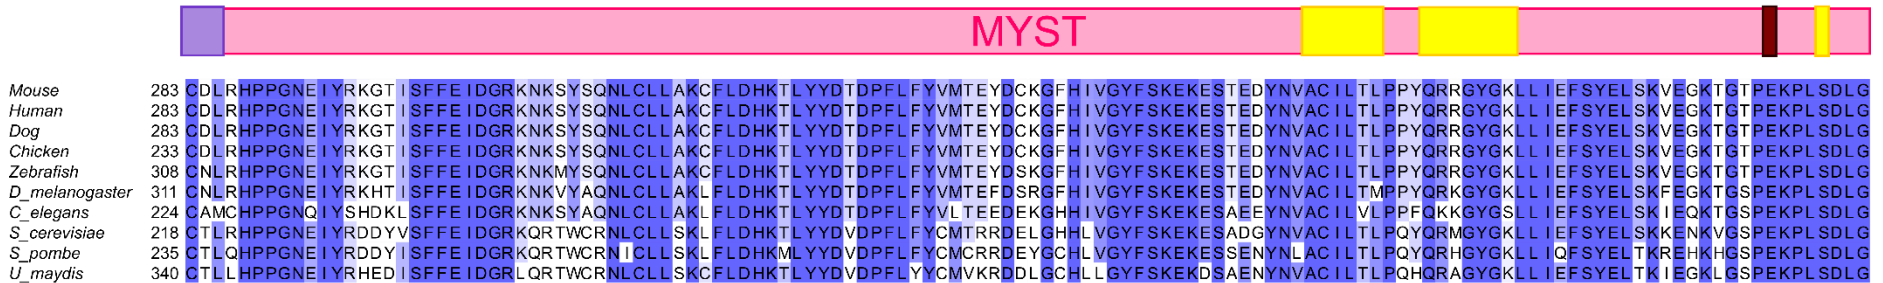 MYST
Mouse 283 CDLRHPPGNEIYRKGTISFFEIDGRKNKSYSQNLCLLAKCFLDHKTLYYDTDPFLFYVMTEYDCKGFHIVGYFSKEKESTEDYNVACILTLPPYQRRGYGKLLIEFSYELSKVEGKTGTPEKPLSDLG
Human 283 CDLRHPPGNEIYRKGTISFFEIDGRKNKSYSQNLCLLAKCFLDHKTLYYDTDPFLFYVMTEYDCKGFHIVGYFSKEKESTEDYNVACILTLPPYQRRGYGKLLIEFSYELSKVEGKTGTPEKPLSDLG
Dog 283 CDLRHPPGNEIYRKGTISFFEIDGRKNKSYSQNLCLLAKCFLDHKTLYYDTDPFLFYVMTEYDCKGFHIVGYFSKEKESTEDYNVACILTLPPYQRRGYGKLLIEFSYELSKVEGKTGTPEKPLSDLG
Chicken 233 CDLRHPPGNEIYRKGTISFFEIDGRKNKSYSQNLCLLAKCFLDHKTLYYDTDPFLFYVMTEYDCKGFHIVGYFSKEKESTEDYNVACILTLPPYQRRGYGKLLIEFSYELSKVEGKTGTPEKPLSDLG
Zebrafish 308 CNLRHPPGNEIYRKGTISFFEIDGRKNKMYSQNLCLLAKCFLDHKTLYYDTDPFLFYVMTEYDCKGFHIVGYFSKEKESTEDYNVACILTLPPYQRRGYGKLLIEFSYELSKVEGKTGTPEKPLSDLG
D_melanogaster 311 CNLRHPPGNEIYRKHTISFFEIDGRKNKVYAQNLCLLAKLFLDHKTLYYDTDPFLFYVMTEFDSRGFHIVGYFSKEKESTEDYNVACILTMPPYQRKGYGKLLIEFSYELSKFEGKTGSPEKPLSDLG
C_elegans 224 CAMCHPPGNQIYSHDKLSFFEIDGRKNKSYAQNLCLLAKLFLDHKTLYYDTDPFLFYVLTEEDEKGHHIVGYFSKEKESAEEYNVACILVLPPFQKKGYGSLLIEFSYELSKIEQKTGSPEKPLSDLG
S_cerevisiae 218 CTLRHPPGNEIYRDDYVSFFEIDGRKQRTWCRNLCLLSKLFLDHKTLYYDVDPFLFYCMTRRDELGHHLVGYFSKEKESADGYNVACILTLPQYQRMGYGKLLIEFSYELSKKENKVGSPEKPLSDLG
S_pombe 235 CTLQHPPGNEIYRDDYISFFEIDGRKQRTWCRNICLLSKLFLDHKMLYYDVDPFLFYCMCRRDEYGCHLVGYFSKEKESSENYNLACILTLPQYQRHGYGKLLIQFSYELTKREHKHGSPEKPLSDLG
U_maydis 340 CTLLHPPGNEIYRHEDISFFEIDGRLQRTWCRNLCLLSKCFLDHKTLYYDVDPFLYYCMVKRDDLGCHLLGYFSKEKDSAENYNVACILTLPQHQRAGYGKLLIEFSYELTKIEGKLGSPEKPLSDLG